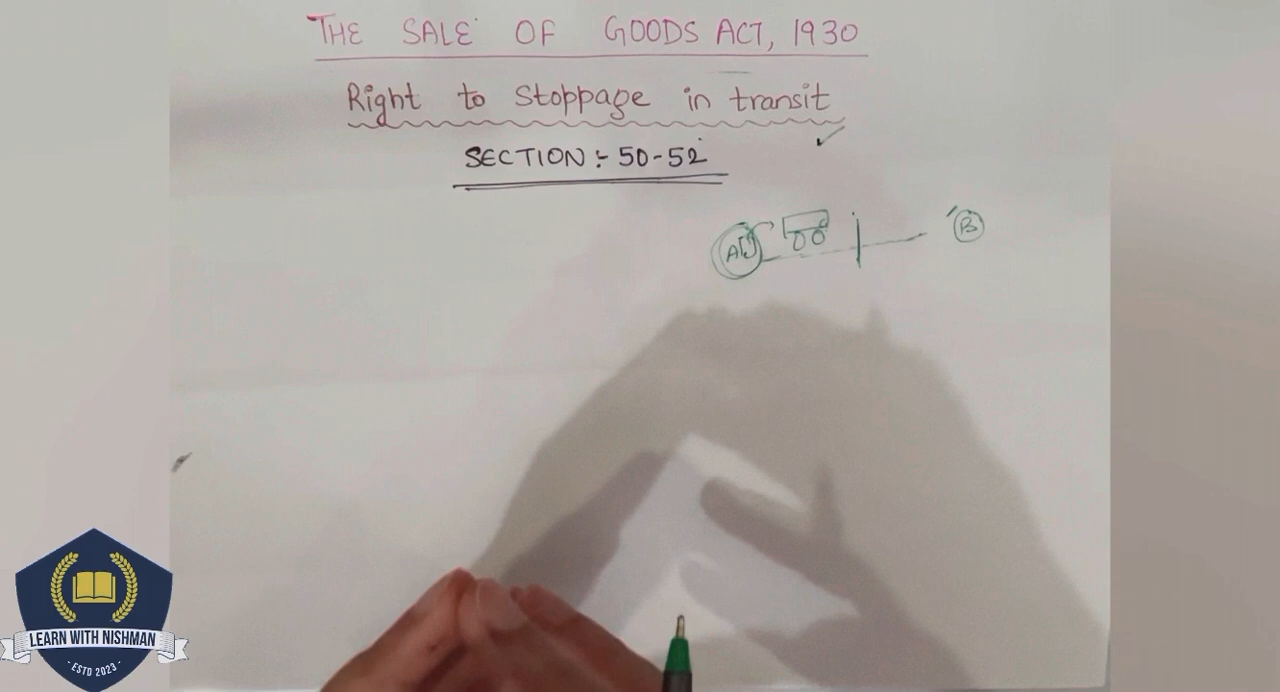 THE SALE OF GOODS ACT, 1930
Right to Stoppage in transit
SECTION :- 50-52
A
B
LEARN WITH NISHMAN
· ESTD 2023 ·